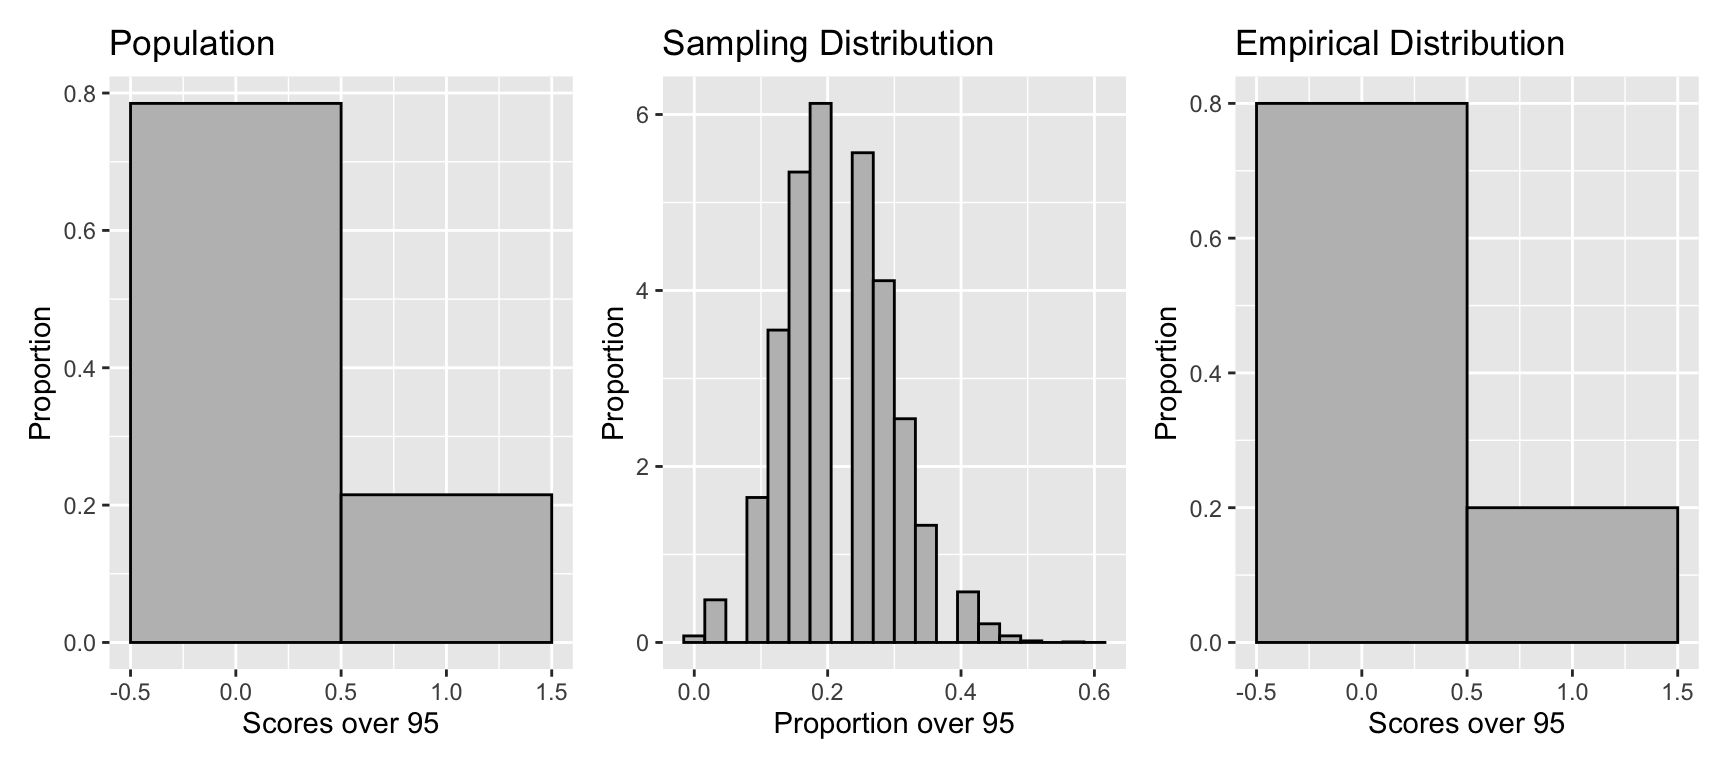 Population
0.8
0.6
0.4
0.2
0.0
Proportion
-0.5 0.0 0.5 1.0 1.5
Scores over 95
Sampling Distribution
6
4
2
0
Proportion
0.0 0.2 0.4 0.6
Proportion over 95
Empirical Distribution
0.8
0.6
0.4
0.2
0.0
Proportion
-0.5 0.0 0.5 1.0 1.5
Scores over 95